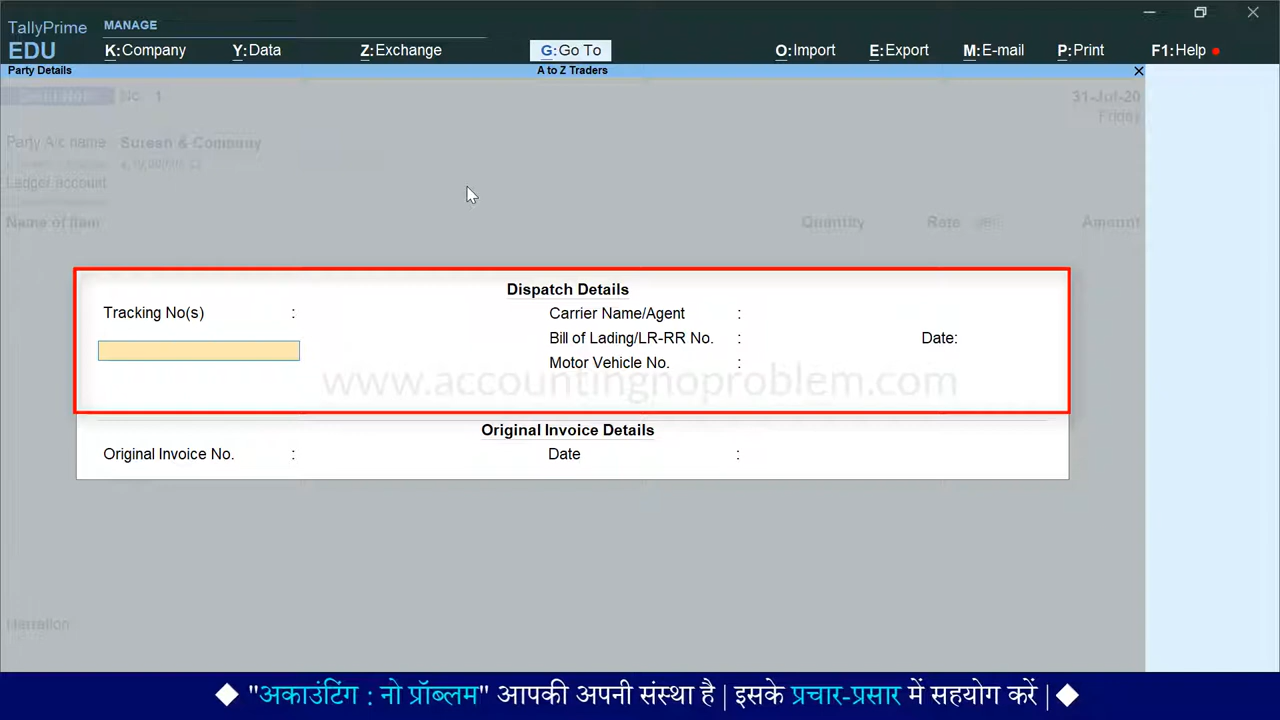 TallyPrime
EDU
MANAGE
K:Company Y:Data Z:Exchange G:Go To O:Import E:Export M:E-mail P:Print F1:Help
Party Details A to Z Traders
No. 1 31-Jul-20
Friday
Party A/c name Suresh & Company
Ledger account
Name of Item Quantity Rate per Amount
Dispatch Details
Tracking No(s) : Carrier Name/Agent :
Bill of Lading/LR-RR No. : Date:
Motor Vehicle No. :
www.accountingnoproblem.com
Original Invoice Details
Original Invoice No. : Date :
Narration:
"अकाउंटिंग : नो प्रॉब्लम" आपकी अपनी संस्था है | इसके प्रचार-प्रसार में सहयोग करें |